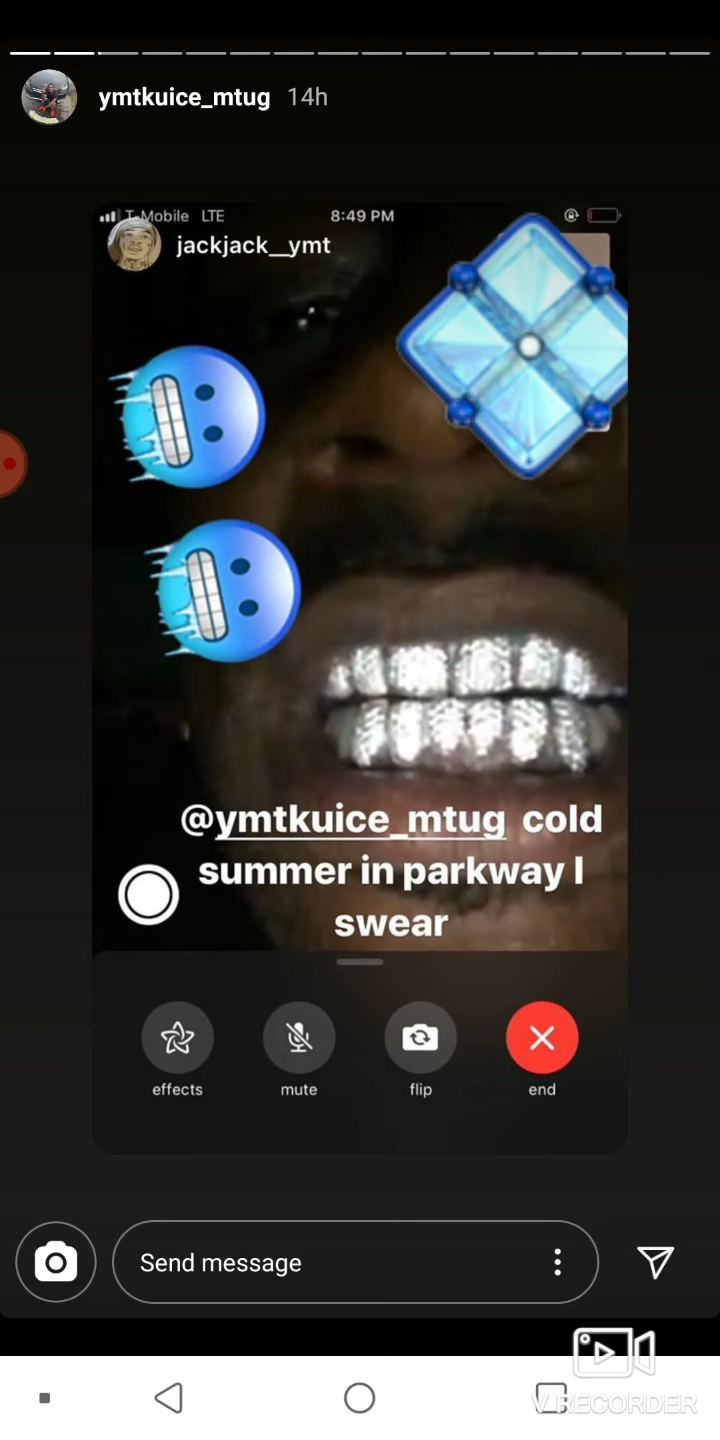 ymtkuice_mtug 14h
T-Mobile LTE 8:49 PM
jackjack__ymt
@ymtkuice_mtug cold
summer in parkway I
swear
effects mute flip end
Send message
V RECORDER